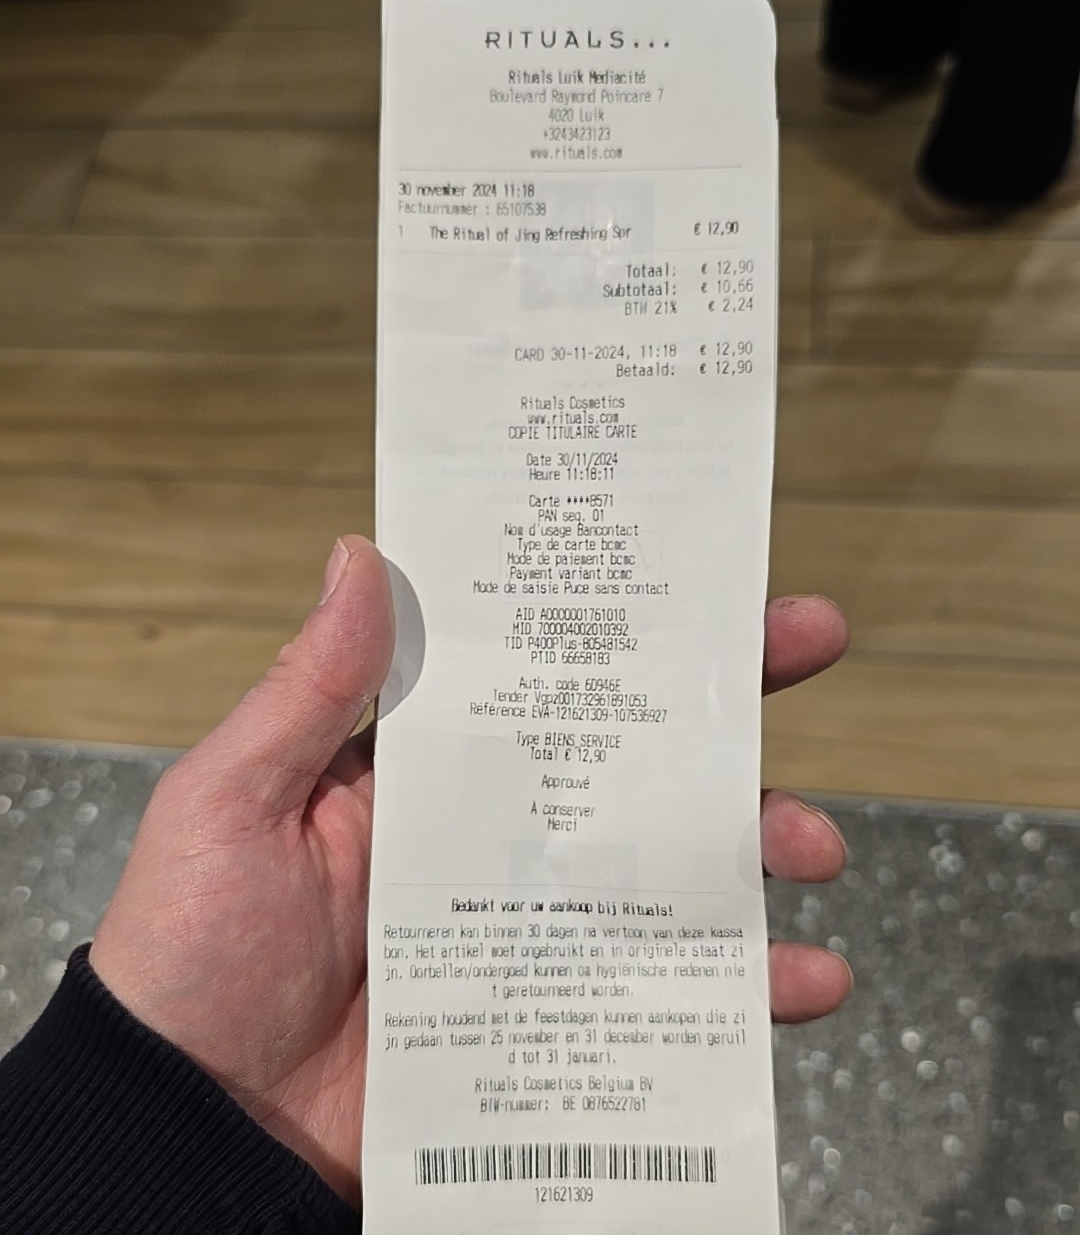 RITUALS...
Rituals Luik Mediacité
Boulevard Raymond Poincaré 7
4020 Luik
+3243423123
www.rituals.com
30 november 2024 11:18
Factuurnummer : 65107538
1 The Ritual of Jing Refreshing Spr € 12,90
Totaal: € 12,90
Subtotaal: € 10,66
BTW 21% € 2,24
CARD 30-11-2024, 11:18 € 12,90
Betaald: € 12,90
Rituals Cosmetics
www.rituals.com
COPIE TITULAIRE CARTE
Date 30/11/2024
Heure 11:18:11
Carte ****8571
PAN seq. 01
Nom d'usage Bancontact
Type de carte bcmc
Mode de paiement bcmc
Payment variant bcmc
Mode de saisie Puce sans contact
AID A0000001761010
MID 700004002010392
TID P400Plus-805481542
PTID 66658183
Auth. code 6D946E
Tender Vgpz001732961891053
Référence EVA-121621309-107536927
Type BIENS_SERVICE
Total € 12,90
Approuvé
A conserver
Merci
Bedankt voor uw aankoop bij Rituals!
Retourneren kan binnen 30 dagen na vertoon van deze kassa
bon. Het artikel moet ongebruikt en in originele staat zi
jn. Oorbellen/ondergoed kunnen om hygiënische redenen nie
t geretourneerd worden.
Rekening houdend met de feestdagen kunnen aankopen die zi
jn gedaan tussen 25 november en 31 december worden geruil
d tot 31 januari.
Rituals Cosmetics Belgium BV
BTW-nummer: BE 0876522781
121621309